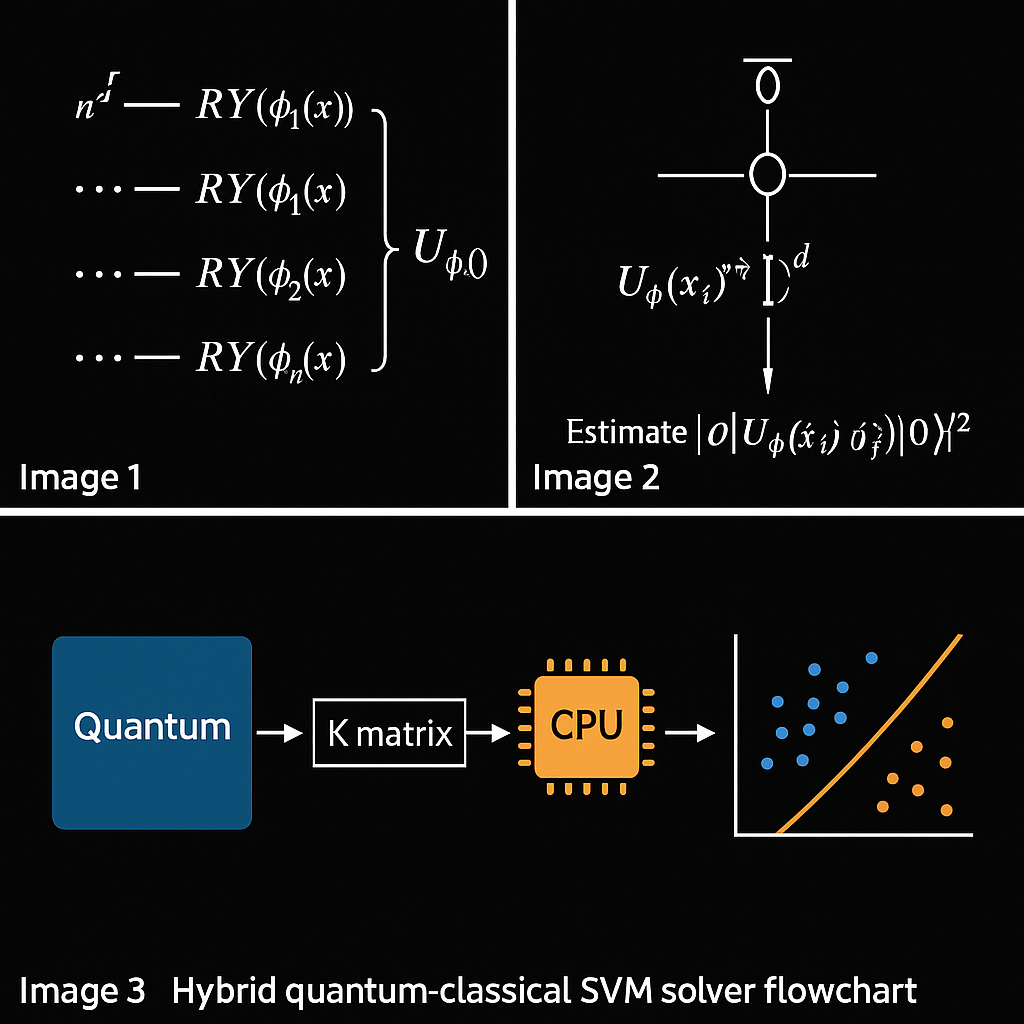 RY(ϕ₁(x))
RY(ϕ₁(x)
RY(ϕ₂(x)
RY(ϕₙ(x)
Image 1
d
Estimate
Image 2
Quantum
K matrix
CPU
Image 3 Hybrid quantum-classical SVM solver flowchart